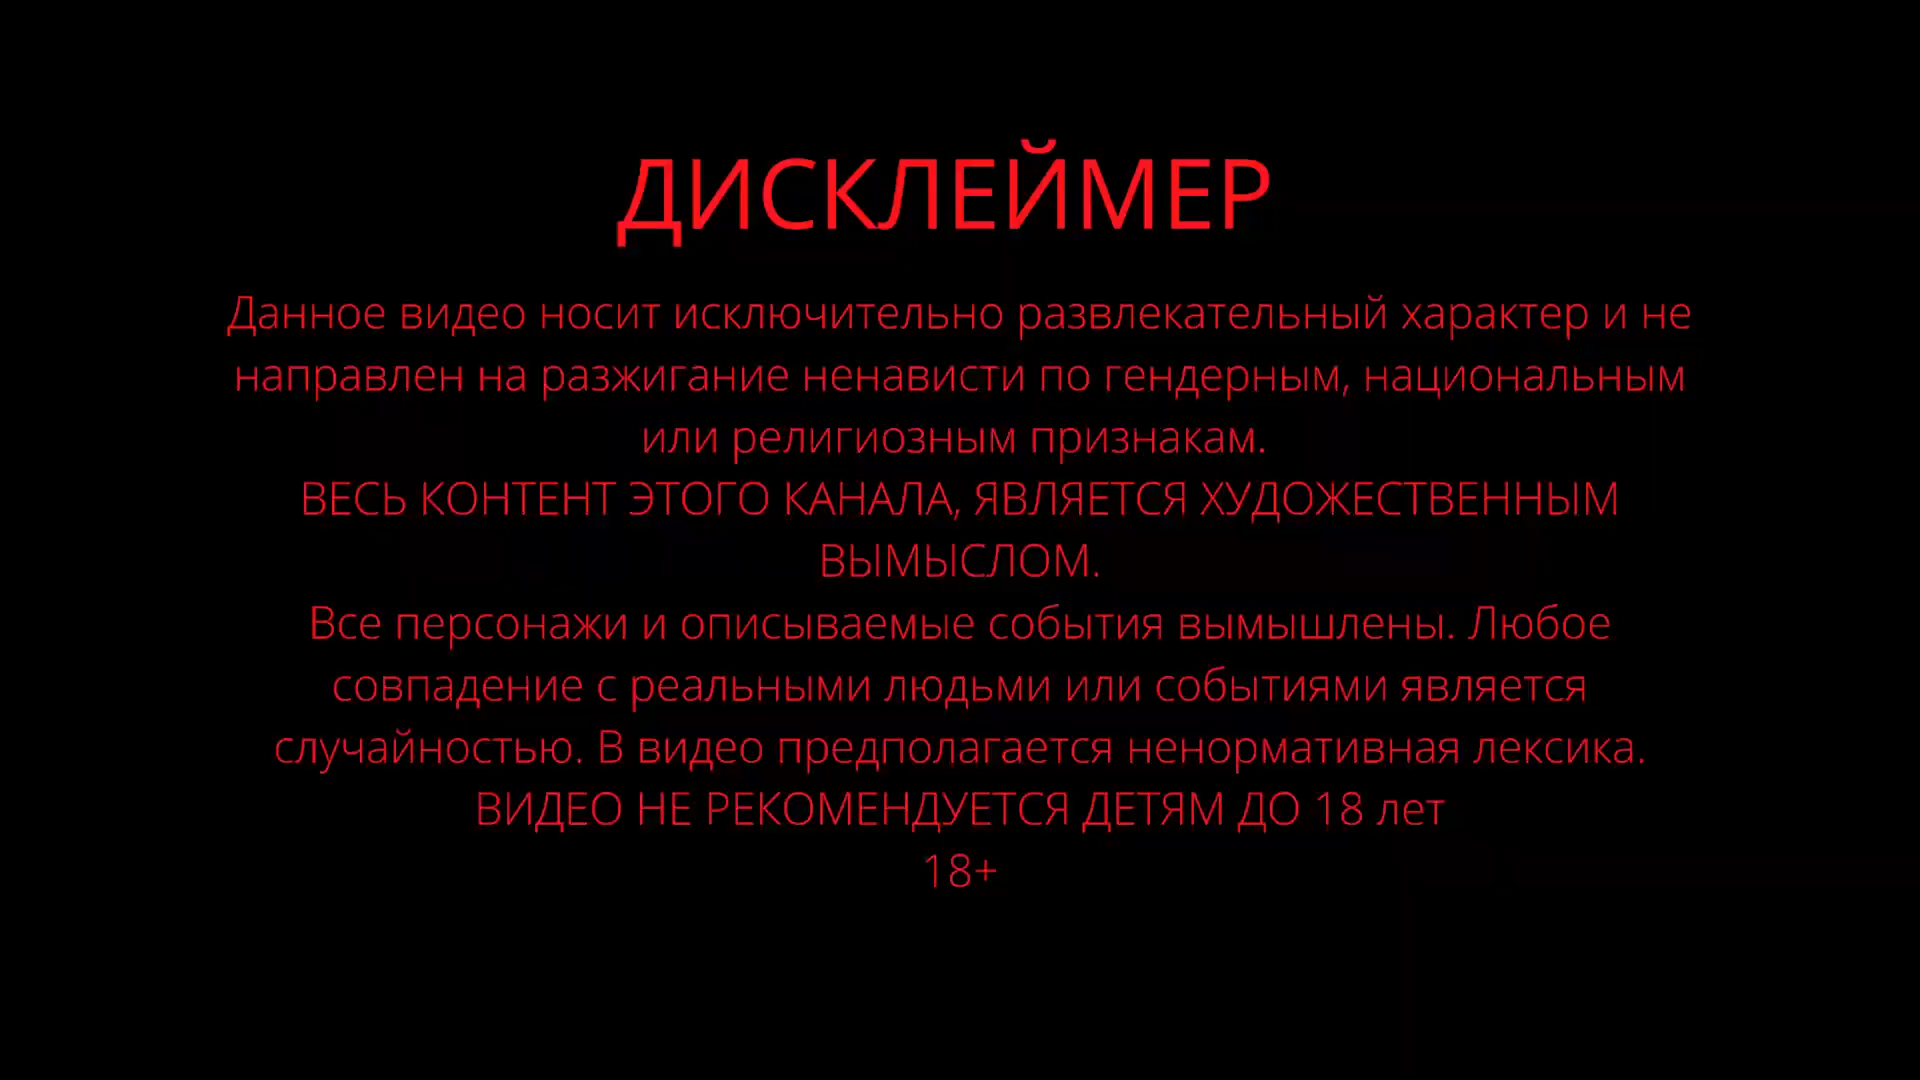 ДИСКЛЕЙМЕР
Данное видео носит исключительно развлекательный характер и не
направлен на разжигание ненависти по гендерным, национальным
или религиозным признакам.
ВЕСЬ КОНТЕНТ ЭТОГО КАНАЛА, ЯВЛЯЕТСЯ ХУДОЖЕСТВЕННЫМ
ВЫМЫСЛОМ.
Все персонажи и описываемые события вымышлены. Любое
совпадение с реальными людьми или событиями является
случайностью. В видео предполагается ненормативная лексика.
ВИДЕО НЕ РЕКОМЕНДУЕТСЯ ДЕТЯМ ДО 18 лет
18+